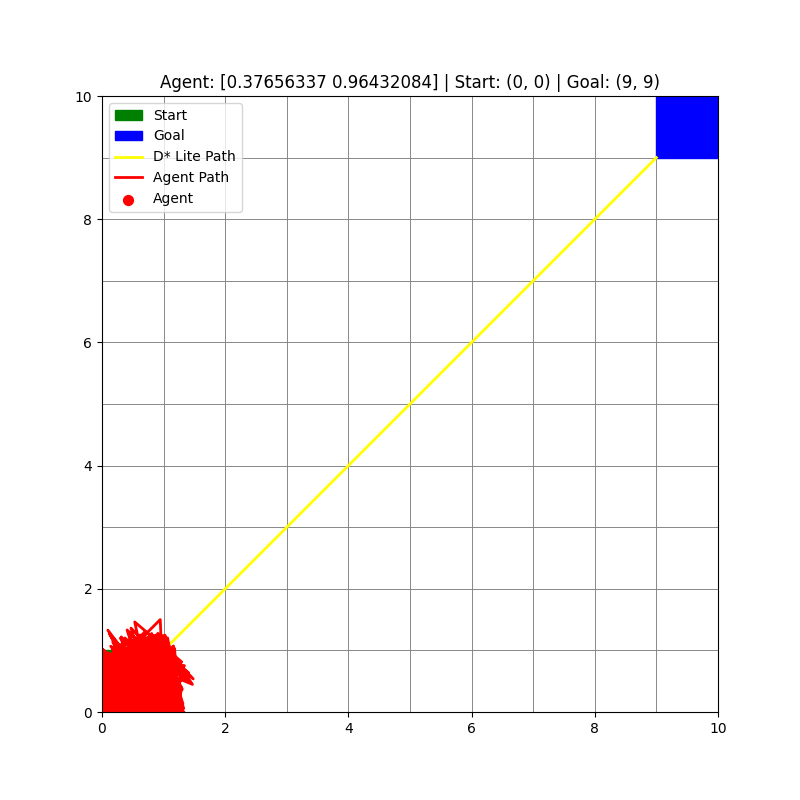 Agent: [0.37656337 0.96432084] | Start: (0, 0) | Goal: (9, 9)
Start
Goal
D* Lite Path
Agent Path
Agent
10
8
6
4
2
0
0 2 4 6 8 10